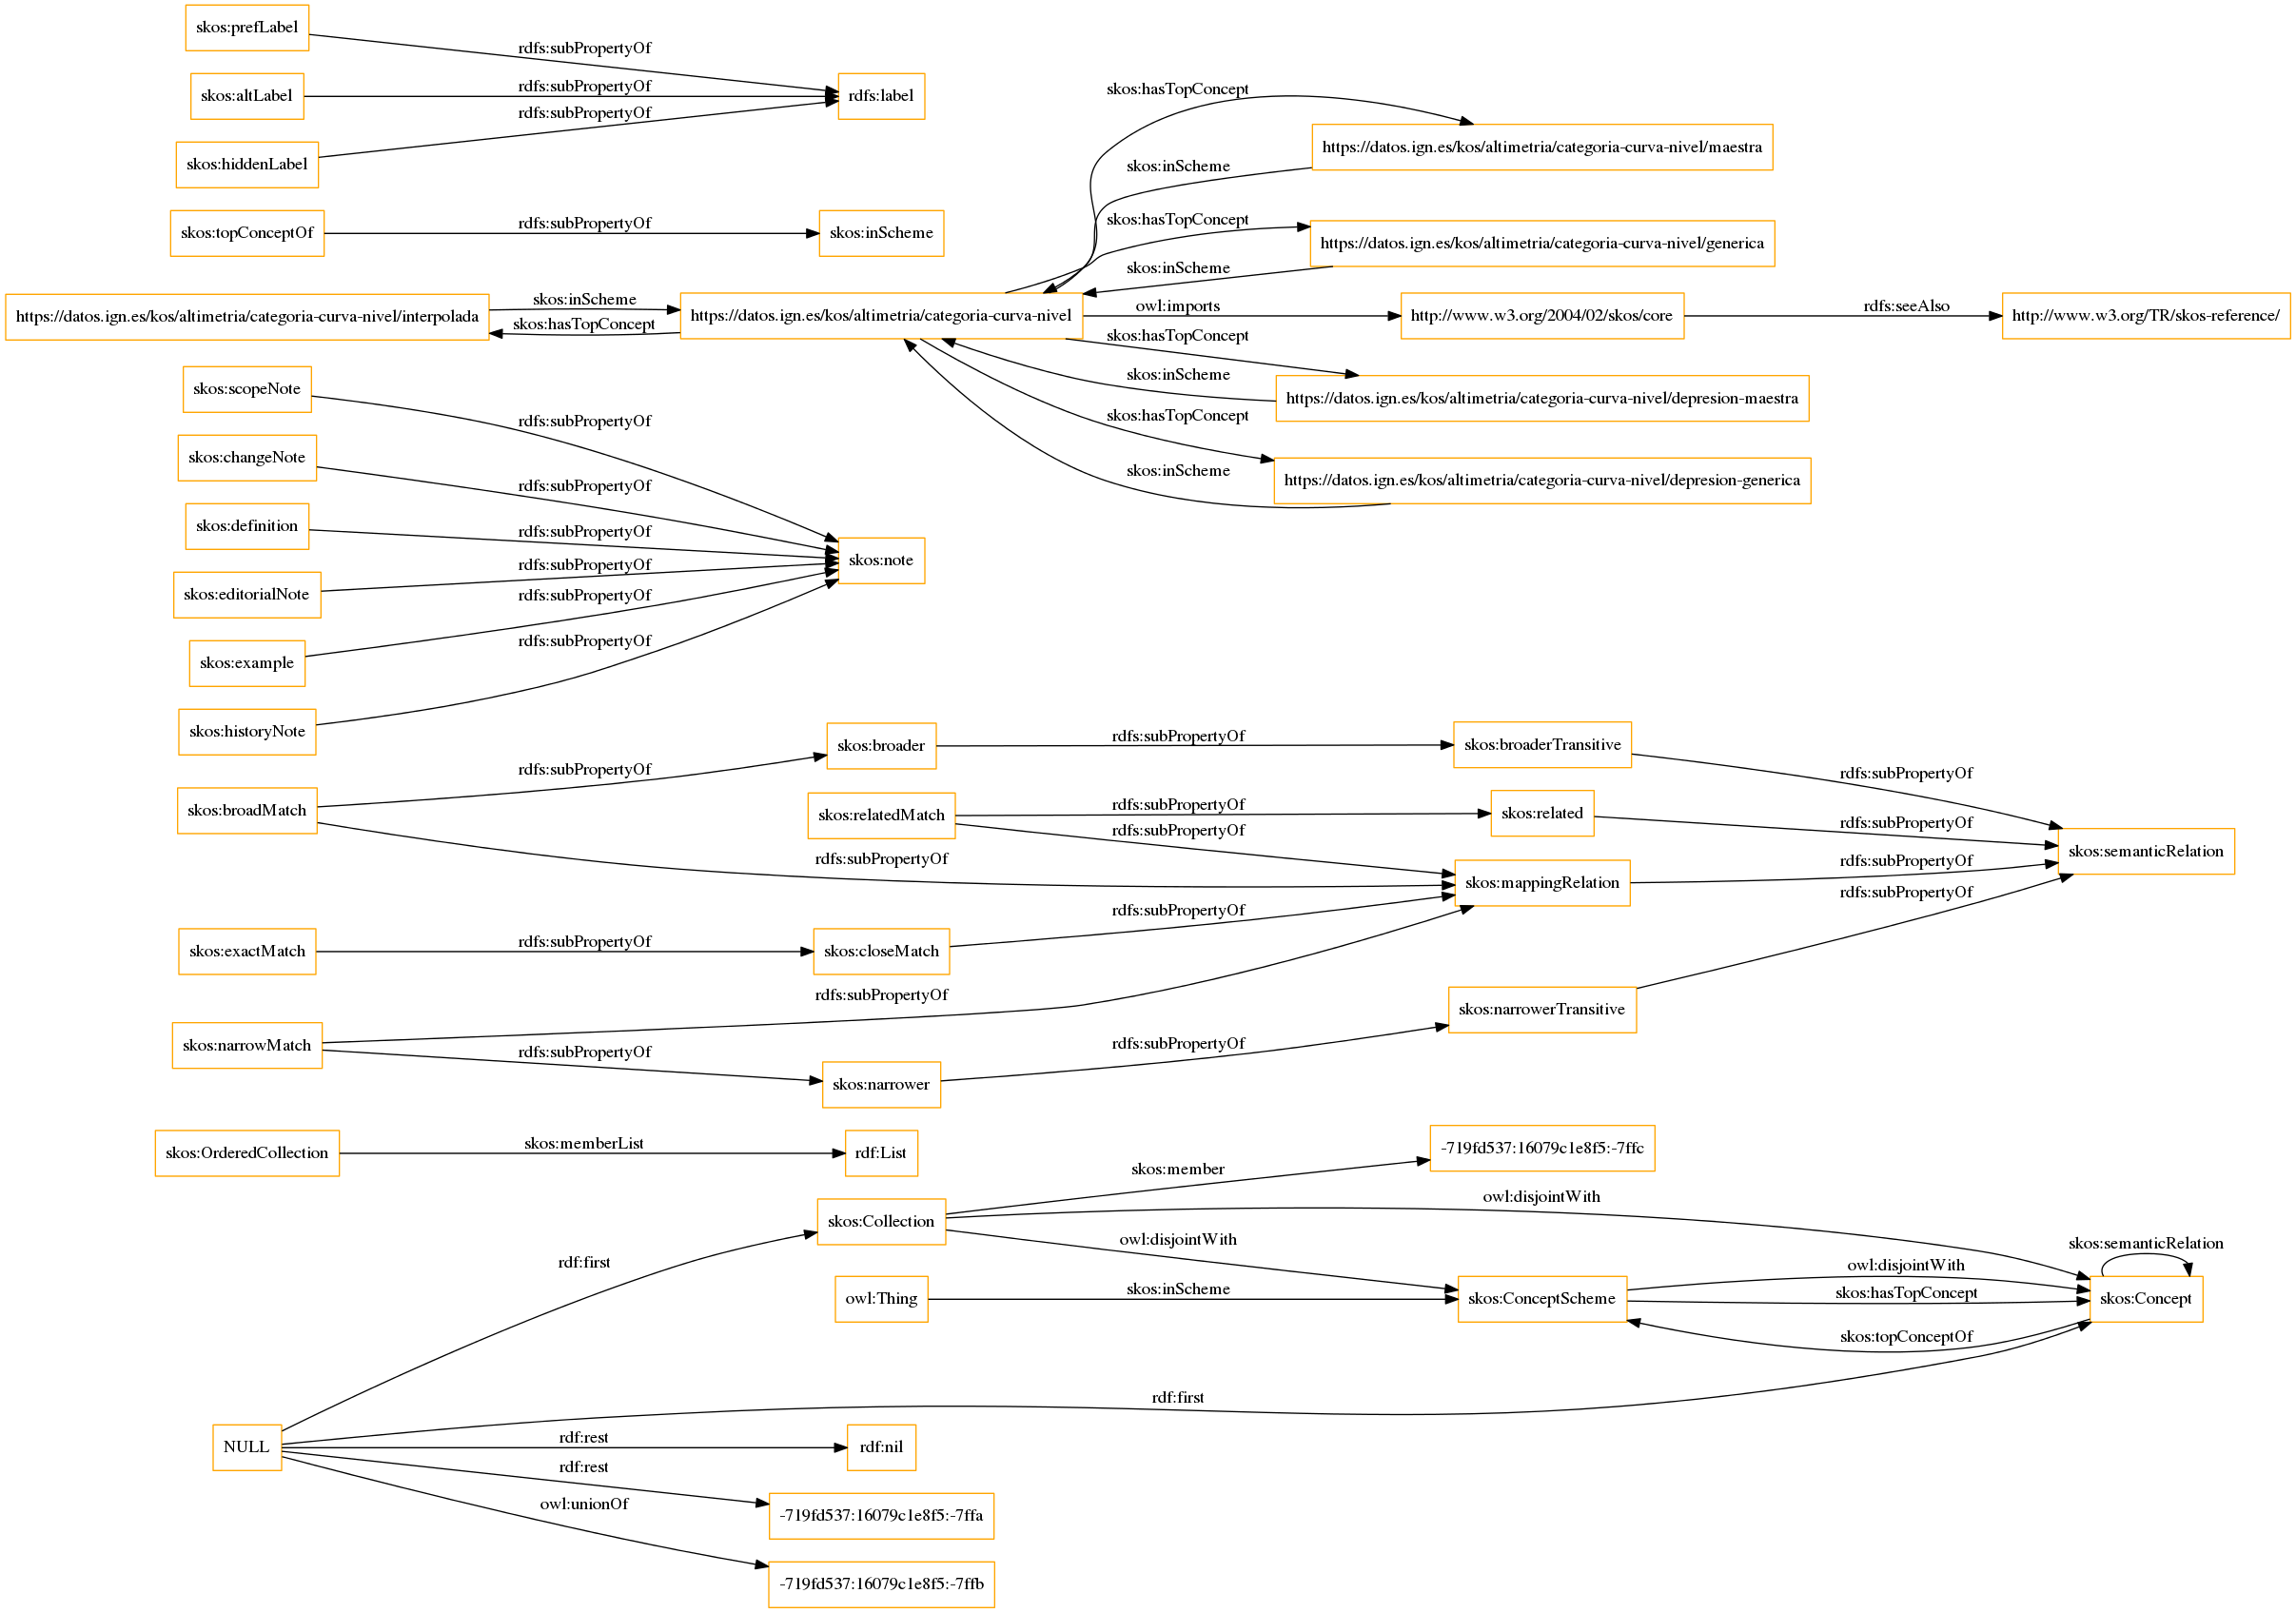 skos:prefLabel
rdfs:subPropertyOf
skos:altLabel
rdfs:subPropertyOf
rdfs:label
skos:hiddenLabel
rdfs:subPropertyOf
skos:topConceptOf
rdfs:subPropertyOf
skos:inScheme
https://datos.ign.es/kos/altimetria/categoria-curva-nivel/interpolada
skos:inScheme
skos:hasTopConcept
https://datos.ign.es/kos/altimetria/categoria-curva-nivel
skos:hasTopConcept
https://datos.ign.es/kos/altimetria/categoria-curva-nivel/maestra
skos:inScheme
skos:hasTopConcept
https://datos.ign.es/kos/altimetria/categoria-curva-nivel/generica
skos:inScheme
owl:imports
http://www.w3.org/2004/02/skos/core
rdfs:seeAlso
http://www.w3.org/TR/skos-reference/
skos:hasTopConcept
skos:inScheme
https://datos.ign.es/kos/altimetria/categoria-curva-nivel/depresion-maestra
skos:hasTopConcept
skos:inScheme
https://datos.ign.es/kos/altimetria/categoria-curva-nivel/depresion-generica
skos:scopeNote
rdfs:subPropertyOf
skos:changeNote
rdfs:subPropertyOf
skos:definition
rdfs:subPropertyOf
skos:note
skos:editorialNote
rdfs:subPropertyOf
skos:example
rdfs:subPropertyOf
skos:historyNote
rdfs:subPropertyOf
skos:broadMatch
rdfs:subPropertyOf
skos:broader
rdfs:subPropertyOf
skos:broaderTransitive
rdfs:subPropertyOf
skos:relatedMatch
rdfs:subPropertyOf
skos:related
rdfs:subPropertyOf
rdfs:subPropertyOf
skos:semanticRelation
rdfs:subPropertyOf
skos:mappingRelation
rdfs:subPropertyOf
skos:exactMatch
rdfs:subPropertyOf
skos:closeMatch
rdfs:subPropertyOf
rdfs:subPropertyOf
skos:narrowMatch
rdfs:subPropertyOf
rdfs:subPropertyOf
skos:narrower
rdfs:subPropertyOf
skos:narrowerTransitive
skos:OrderedCollection
skos:memberList
rdf:List
skos:Collection
skos:member
-719fd537:16079c1e8f5:-7ffc
owl:disjointWith
owl:disjointWith
owl:Thing
skos:inScheme
skos:ConceptScheme
owl:disjointWith
skos:hasTopConcept
skos:topConceptOf
skos:semanticRelation
skos:Concept
rdf:first
rdf:first
NULL
rdf:rest
rdf:nil
rdf:rest
-719fd537:16079c1e8f5:-7ffa
owl:unionOf
-719fd537:16079c1e8f5:-7ffb